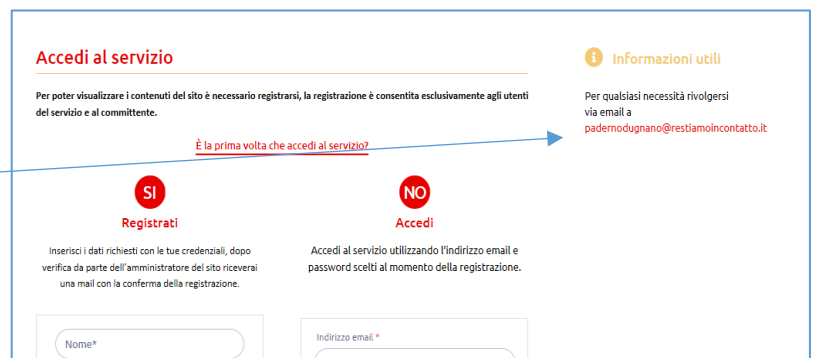 Accedi al servizio
Per poter visualizzare i contenuti del sito è necessario registrarsi, la registrazione è consentita esclusivamente agli utenti
del servizio e al committente.
È la prima volta che accedi al servizio?
SI
Registrati
Inserisci i dati richiesti con le tue credenziali, dopo
verifica da parte dell'amministratore del sito riceverai
una mail con la conferma della registrazione.
Nome*
NO
Accedi
Accedi al servizio utilizzando l'indirizzo email e
password scelti al momento della registrazione.
Indirizzo email *
i Informazioni utili
Per qualsiasi necessità rivolgersi
via email a
padernodugnano@restiamoincontatto.it